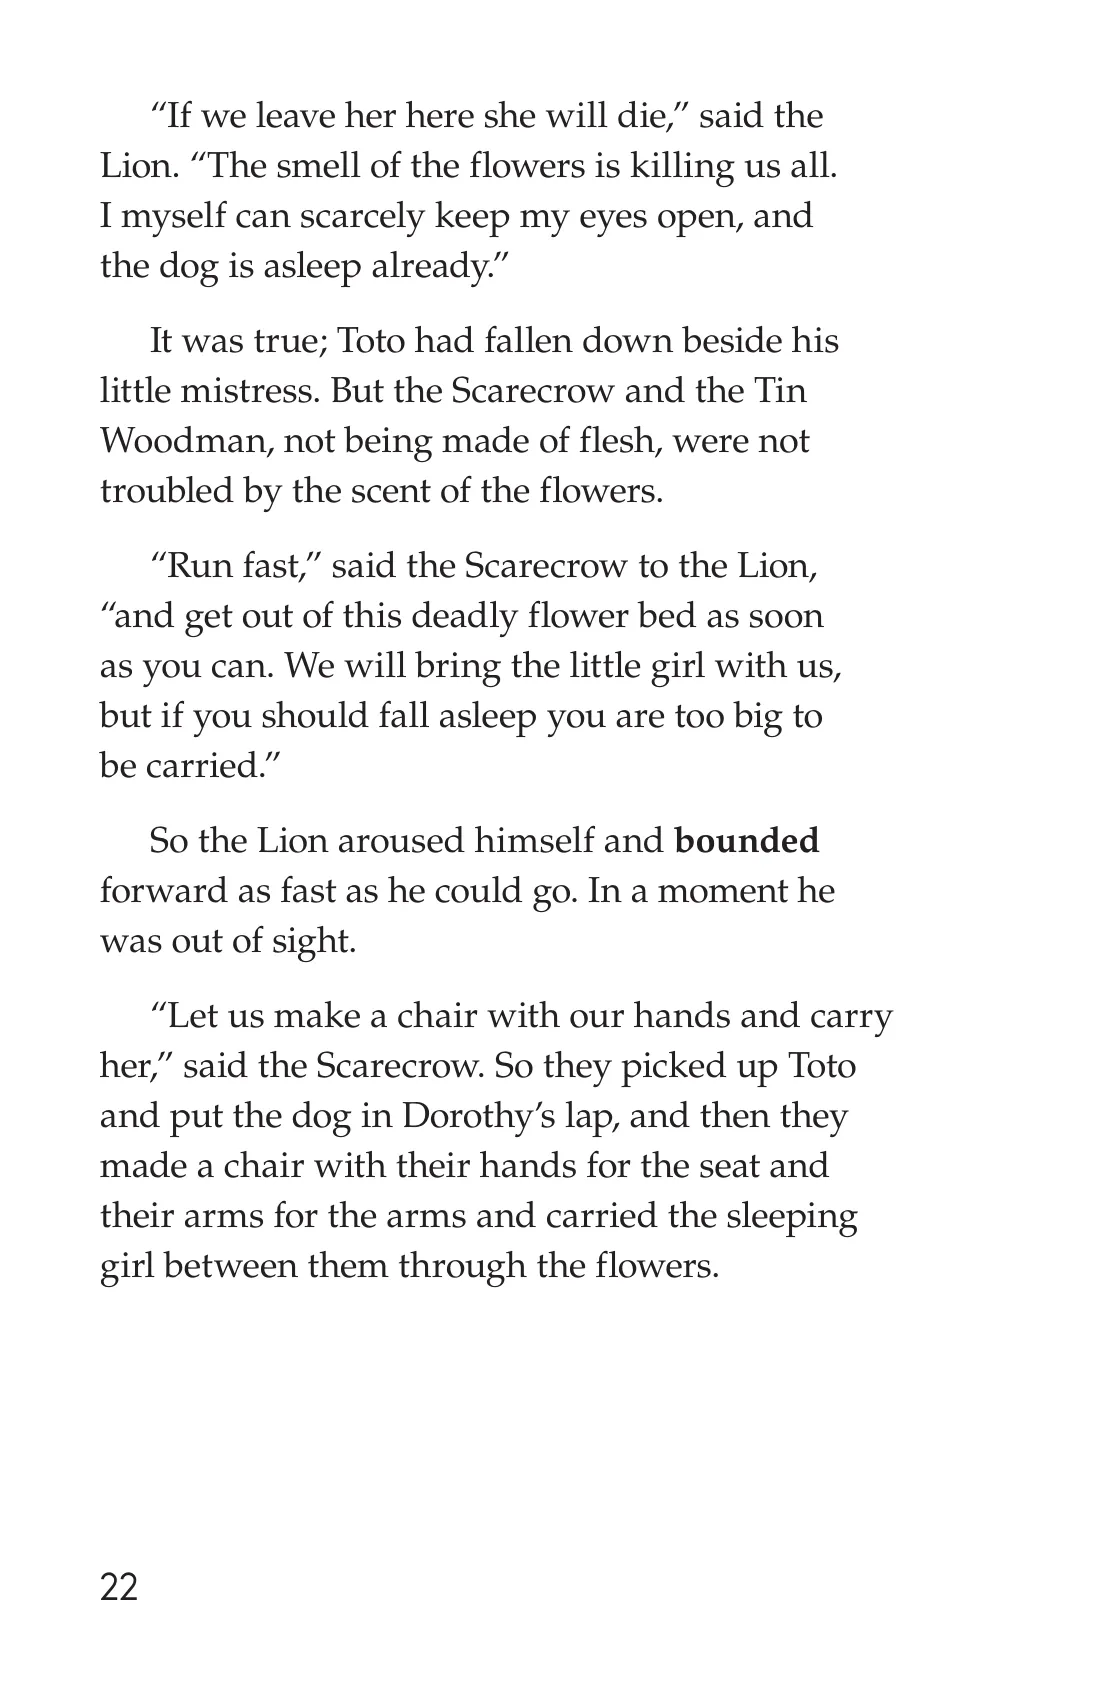 “If we leave her here she will die,” said the
Lion. “The smell of the flowers is killing us all.
I myself can scarcely keep my eyes open, and
the dog is asleep already.”
It was true; Toto had fallen down beside his
little mistress. But the Scarecrow and the Tin
Woodman, not being made of flesh, were not
troubled by the scent of the flowers.
“Run fast,” said the Scarecrow to the Lion,
“and get out of this deadly flower bed as soon
as you can. We will bring the little girl with us,
but if you should fall asleep you are too big to
be carried.”
So the Lion aroused himself and bounded
forward as fast as he could go. In a moment he
was out of sight.
“Let us make a chair with our hands and carry
her,” said the Scarecrow. So they picked up Toto
and put the dog in Dorothy’s lap, and then they
made a chair with their hands for the seat and
their arms for the arms and carried the sleeping
girl between them through the flowers.
22